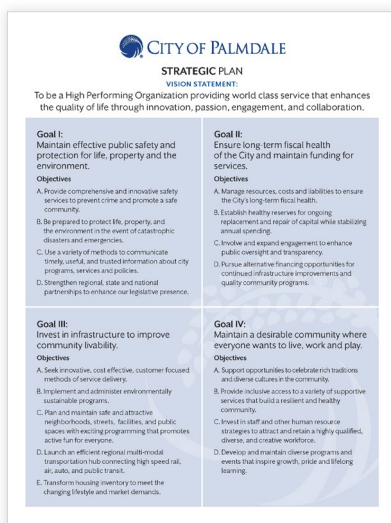 CITY OF PALMDALE
STRATEGIC PLAN
VISION STATEMENT:
To be a High Performing Organization providing world class service that enhances
the quality of life through innovation, passion, engagement, and collaboration.
Goal I:
Maintain effective public safety and
protection for life, property and the
environment.
Objectives
A. Provide comprehensive and innovative safety
services to prevent crime and promote a safe
community.
B. Be prepared to protect life, property, and
the environment in the event of catastrophic
disasters and emergencies.
C. Use a variety of methods to communicate
timely, useful, and trusted information about city
programs, services and policies.
D. Strengthen regional, state and national
partnerships to enhance our legislative presence.
Goal II:
Ensure long-term fiscal health
of the City and maintain funding for
services.
Objectives
A. Manage resources, costs and liabilities to ensure
the City's long-term fiscal health.
B. Establish healthy reserves for ongoing
replacement and repair of capital while stabilizing
annual spending.
C. Involve and expand engagement to enhance
public oversight and transparency.
D. Pursue alternative financing opportunities for
continued infrastructure improvements and
quality community programs.
Goal III:
Invest in infrastructure to improve
community livability.
Objectives
A. Seek innovative, cost effective, customer focused
methods of service delivery.
B. Implement and administer environmentally
sustainable programs.
C. Plan and maintain safe and attractive
neighborhoods, streets, facilities, and public
spaces with exciting programming that promotes
active fun for everyone.
D. Launch an efficient regional multi-modal
transportation hub connecting high speed rail,
air, auto, and public transit.
E. Transform housing inventory to meet the
changing lifestyle and market demands.
Goal IV:
Maintain a desirable community where
everyone wants to live, work and play.
Objectives
A. Support opportunities to celebrate rich traditions
and diverse cultures in the community.
B. Provide inclusive access to a variety of supportive
services that build a resilient and healthy
community.
C. Invest in staff and other human resource
strategies to attract and retain a highly qualified,
diverse, and creative workforce.
D. Develop and maintain diverse programs and
events that inspire growth, pride and lifelong
learning.